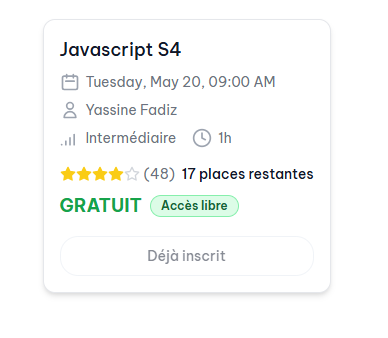 Javascript S4
Tuesday, May 20, 09:00 AM
Yassine Fadiz
Intermédiaire 1h
(48) 17 places restantes
GRATUIT Accès libre
Déjà inscrit